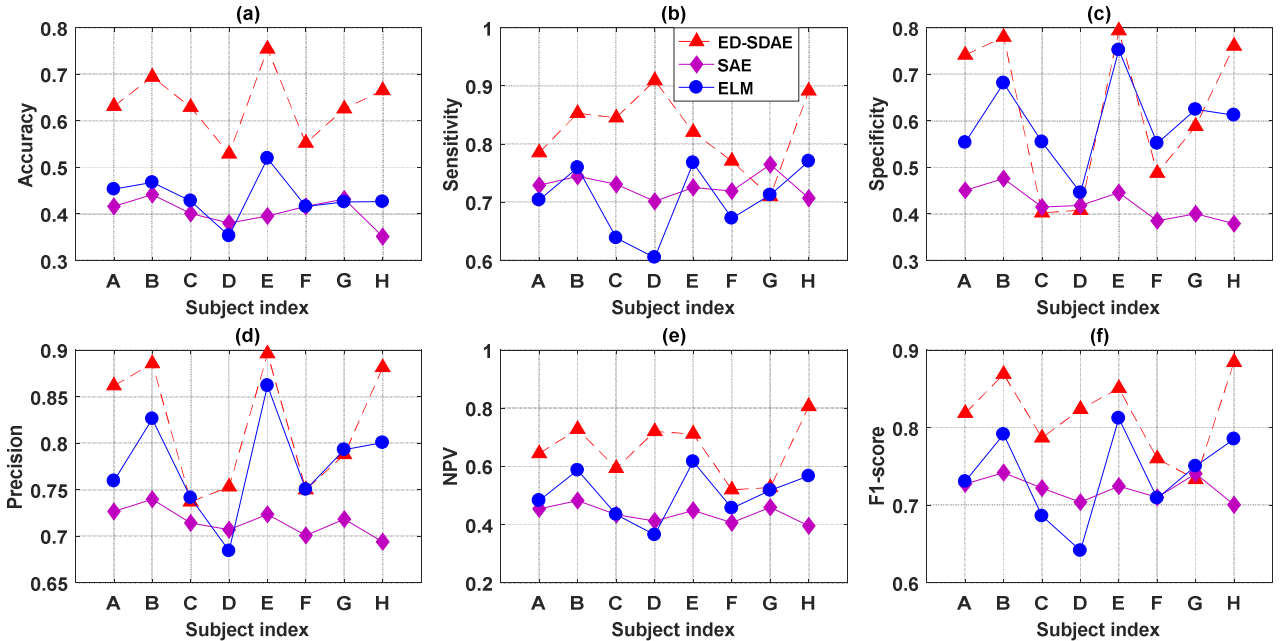 (a)
0.8
0.7
0.6
0.5
0.4
0.3
Accuracy
A B C D E F G H
Subject index
(b)
1
0.9
0.8
0.7
0.6
Sensitivity
ED-SDAE
SAE
ELM
A B C D E F G H
Subject index
(c)
0.8
0.7
0.6
0.5
0.4
0.3
Specificity
A B C D E F G H
Subject index
(d)
0.9
0.85
0.8
0.75
0.7
0.65
Precision
A B C D E F G H
Subject index
(e)
1
0.8
0.6
0.4
0.2
NPV
A B C D E F G H
Subject index
(f)
0.9
0.8
0.7
0.6
F1-score
A B C D E F G H
Subject index